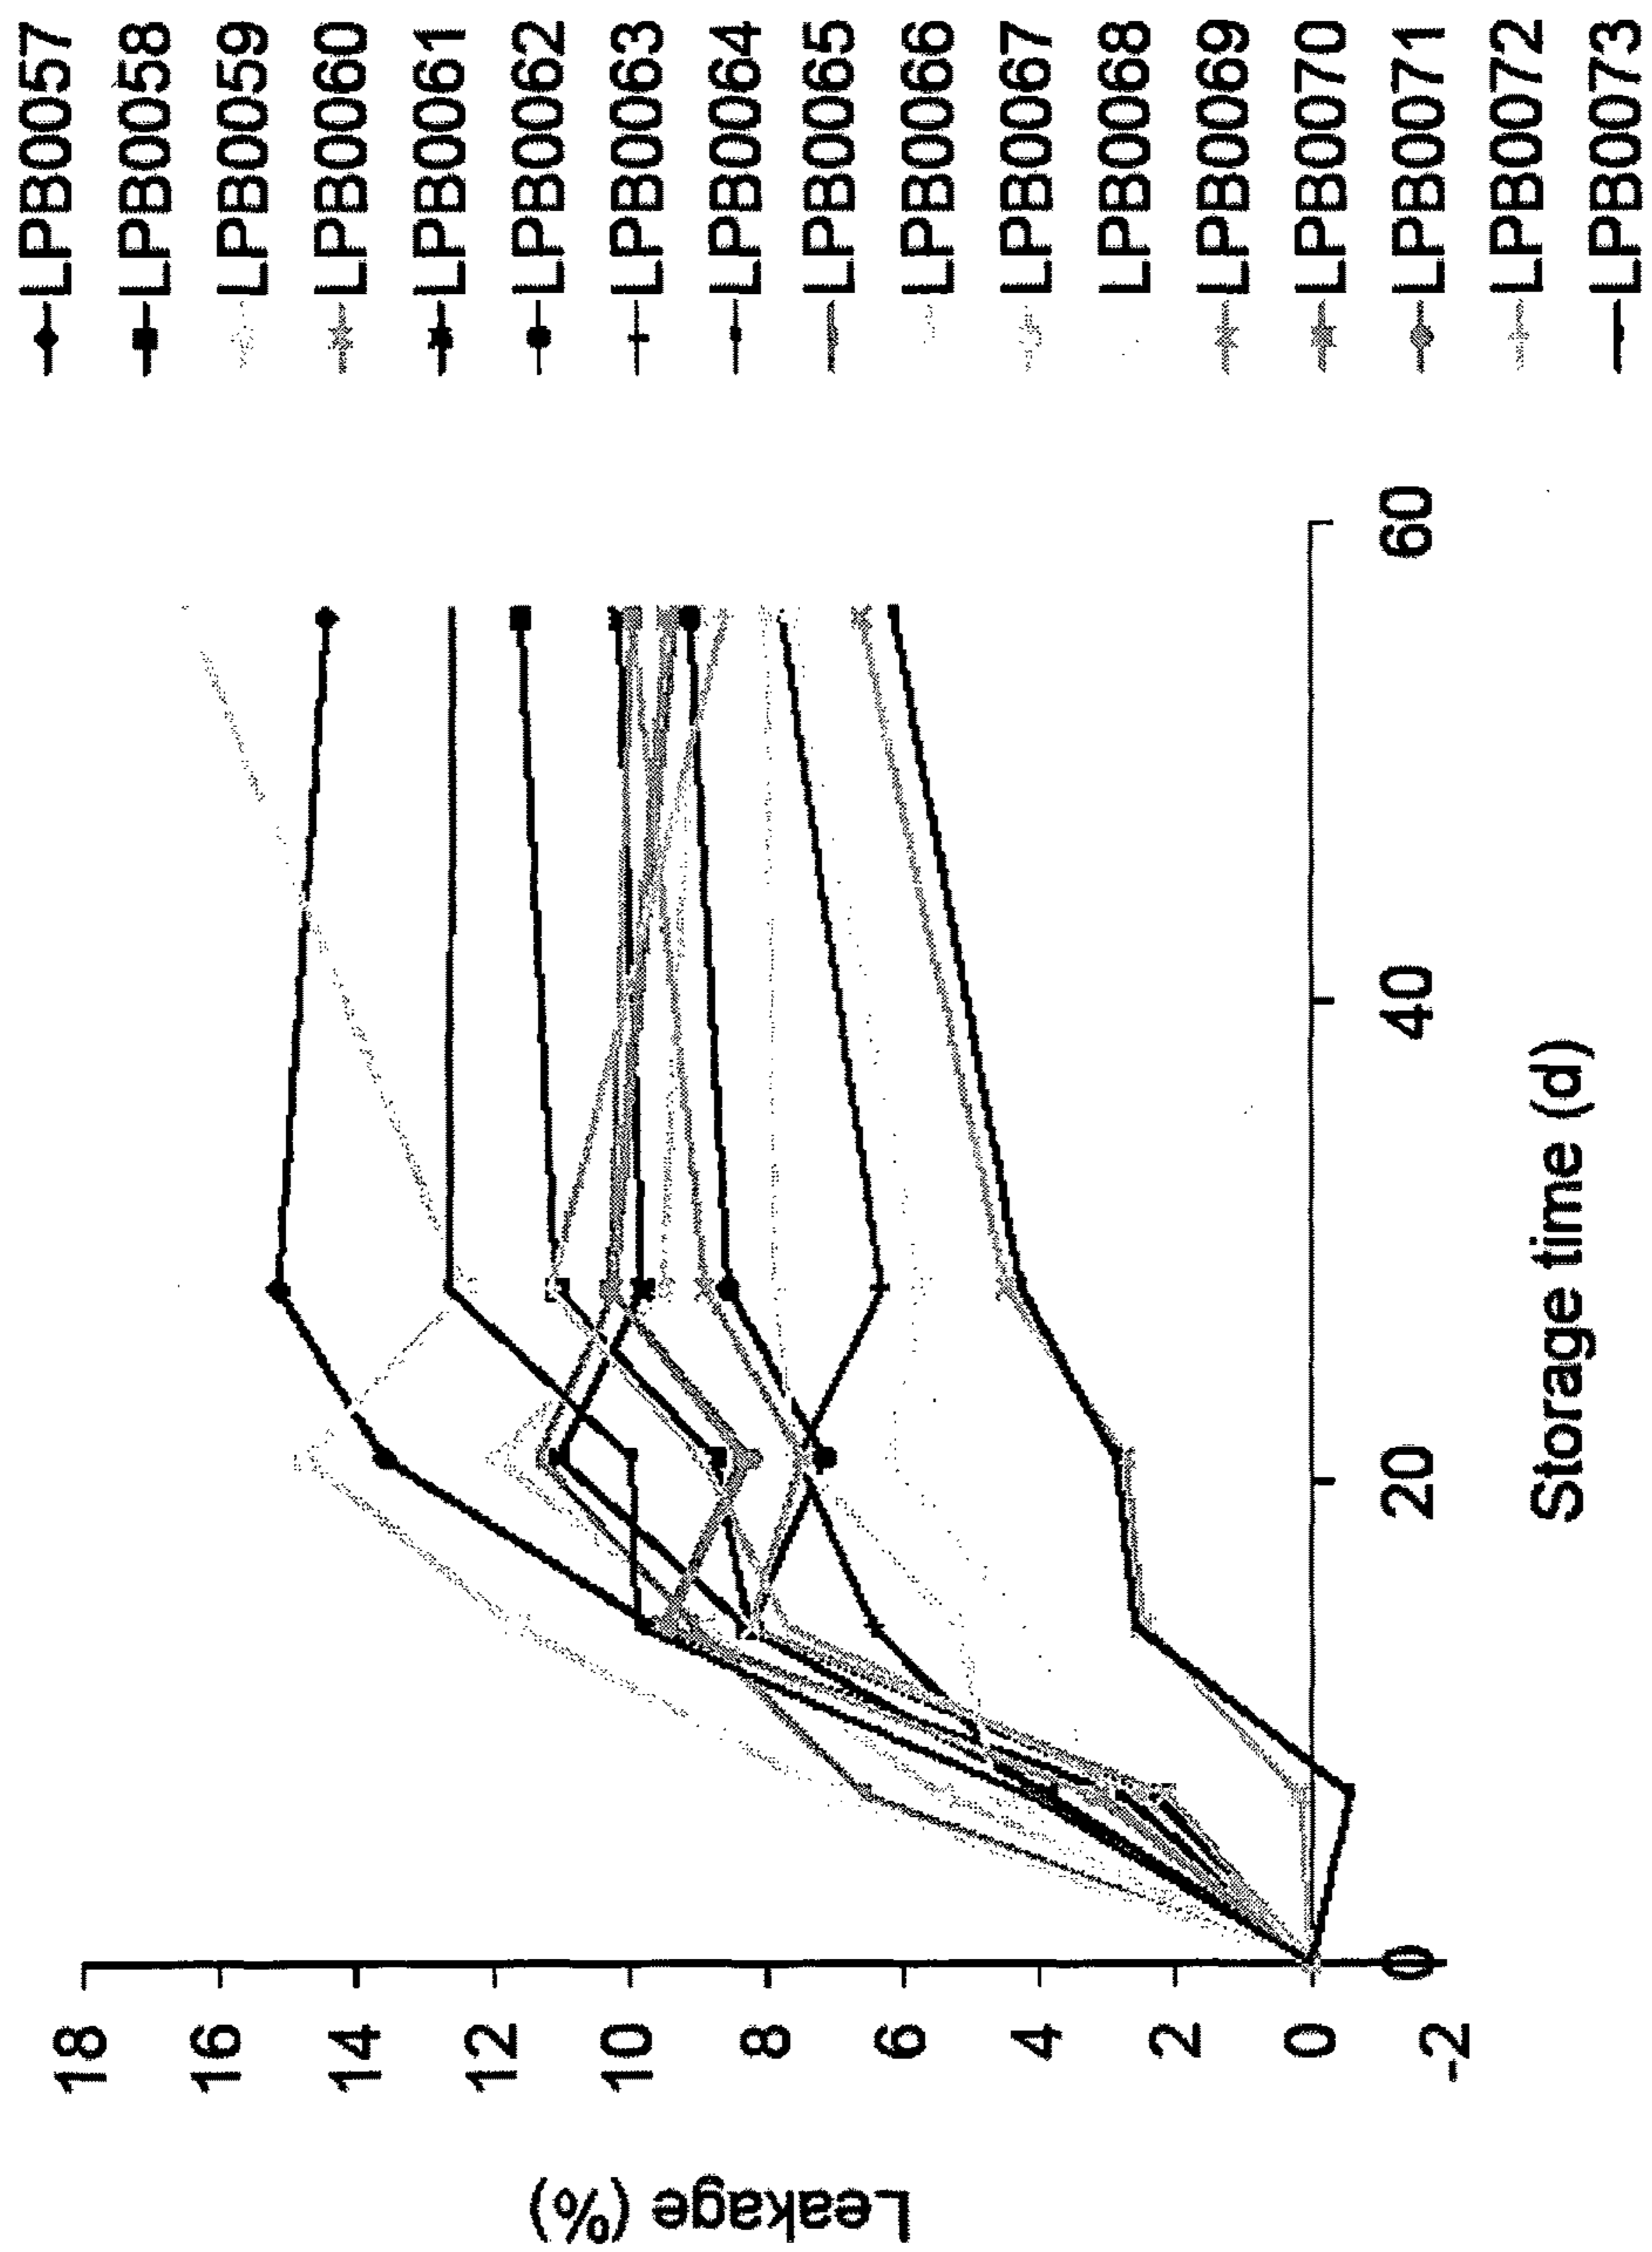 Leakage (%)
18
16
14
12
10
8
6
4
2
0
-2
0
20
40
60
Storage time (d)
LPB0057
LPB0058
LPB0059
LPB0060
LPB0061
LPB0062
LPB0063
LPB0064
LPB0065
LPB0066
LPB0067
LPB0068
LPB0069
LPB0070
LPB0071
LPB0072
LPB0073